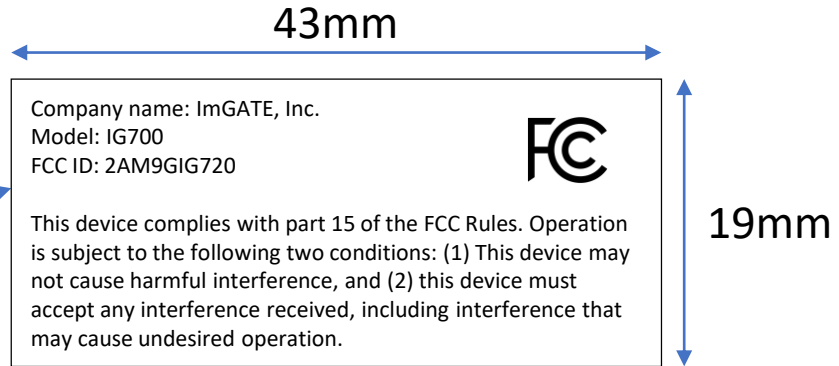 43mm
Company name: ImGATE, Inc.
Model: IG700
FCC ID: 2AM9GIG720
FC
This device complies with part 15 of the FCC Rules. Operation
is subject to the following two conditions: (1) This device may
not cause harmful interference, and (2) this device must
accept any interference received, including interference that
may cause undesired operation.
19mm